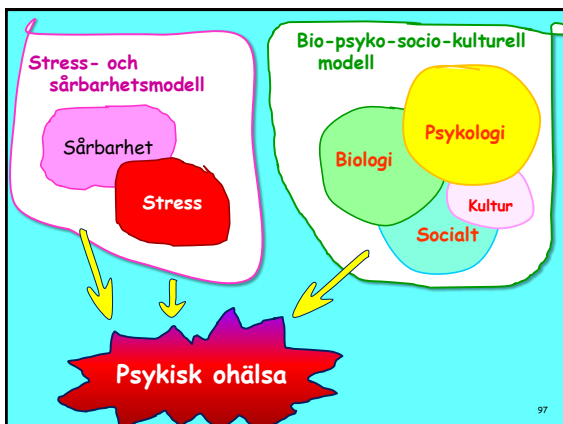 Stress- och
sårbarhetsmodell
Sårbarhet
Stress
Bio-psyko-socio-kulturell
modell
Psykologi
Biologi
Kultur
Socialt
Psykisk ohälsa
97